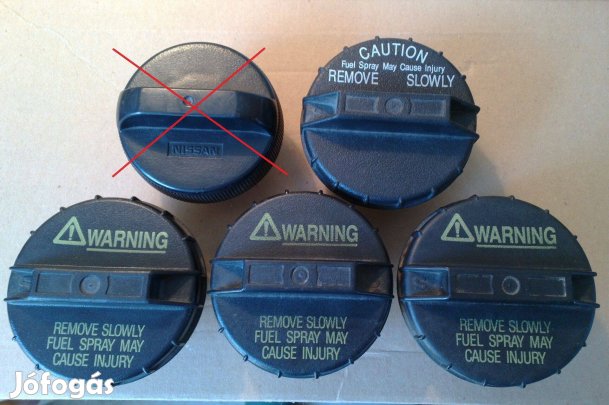 NISSAN
CAUTION
Fuel Spray May Cause Injury
REMOVE SLOWLY
WARNING
REMOVE SLOWLY
FUEL SPRAY MAY
CAUSE INJURY
WARNING
REMOVE SLOWLY
FUEL SPRAY MAY
CAUSE INJURY
WARNING
REMOVE SLOWLY
FUEL SPRAY MAY
CAUSE INJURY
Jófogás